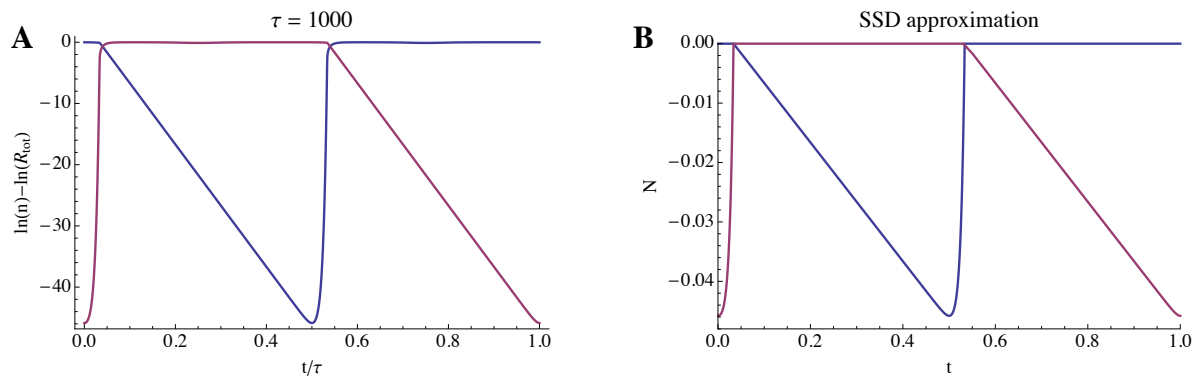 A
τ = 1000
ln(n)−ln(R_tot)
0
−10
−20
−30
−40
0.0 0.2 0.4 0.6 0.8 1.0
t/τ
B
SSD approximation
N
0.00
−0.01
−0.02
−0.03
−0.04
0.0 0.2 0.4 0.6 0.8 1.0
t